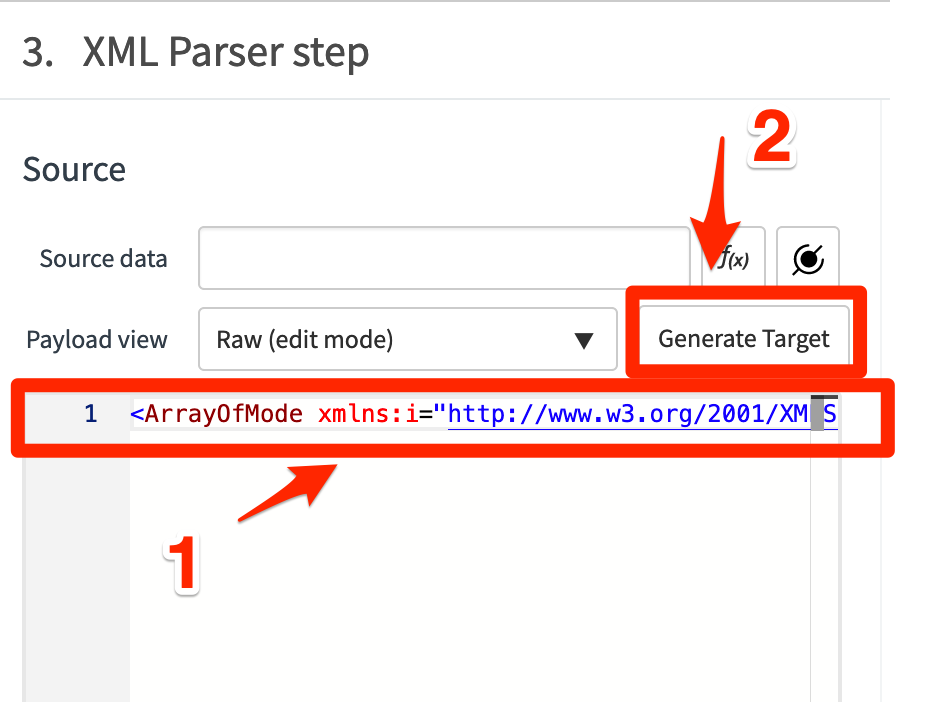 3. XML Parser step
2
Source
Source data f(x)
Payload view Raw (edit mode) ▼ Generate Target
1 <ArrayOfMode xmlns:i="http://www.w3.org/2001/XM S
1